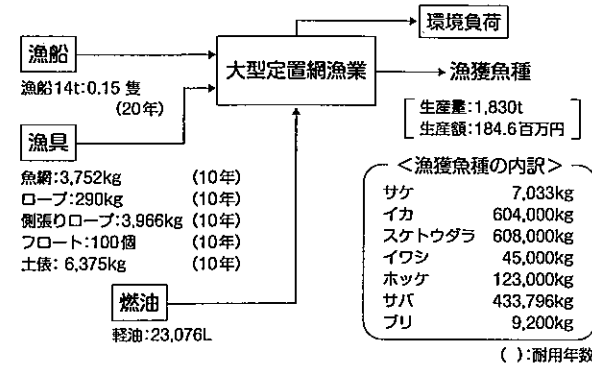 環境負荷
漁船
大型定置網漁業
漁獲魚種
漁船14t:0.15 隻
(20年)
生産量:1,830t
生産額:184.6百万円
漁具
魚網:3,752kg (10年)
ロープ:290kg (10年)
側張りロープ:3,966kg (10年)
フロート:100個 (10年)
土俵:6,375kg (10年)
燃油
軽油:23,076L
<漁獲魚種の内訳>
サケ 7,033kg
イカ 604,000kg
スケトウダラ 608,000kg
イワシ 45,000kg
ホッケ 123,000kg
サバ 433,796kg
ブリ 9,200kg
( ):耐用年数